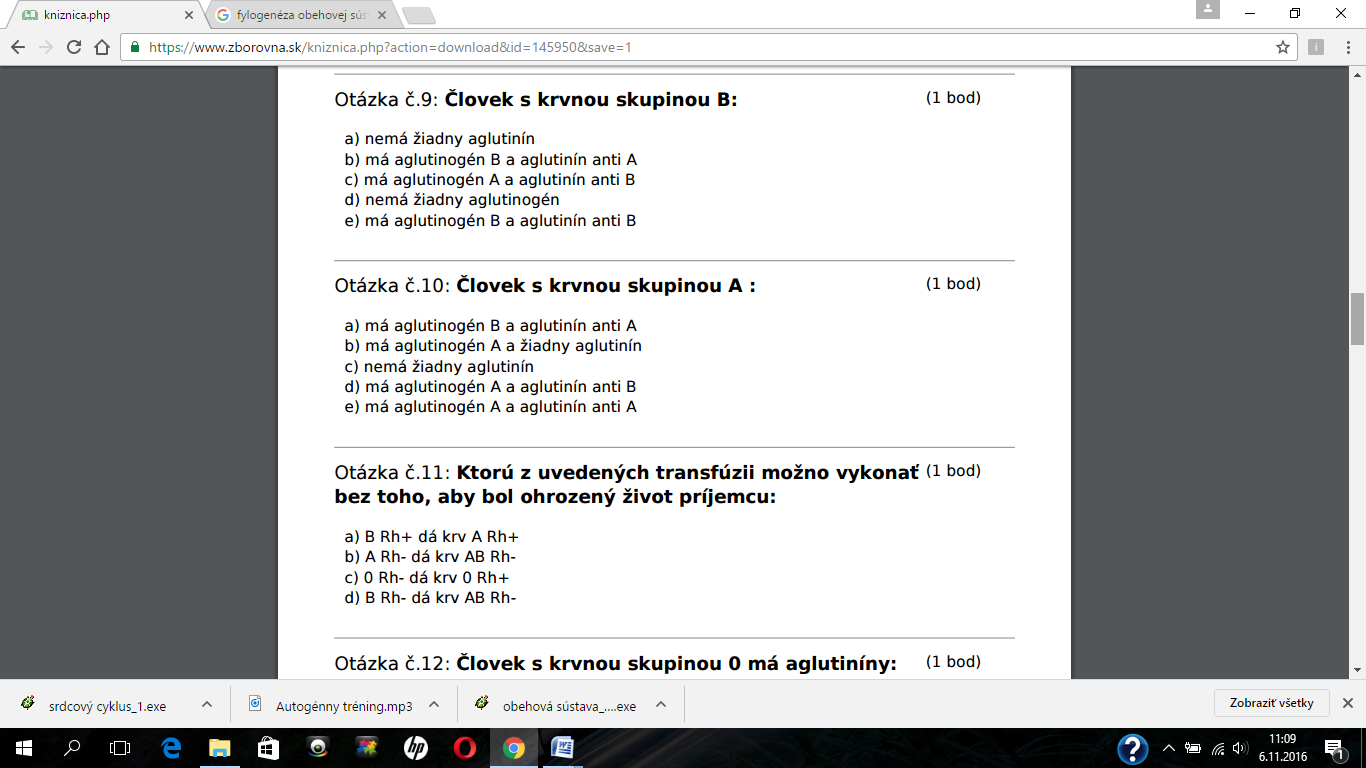 kniznica.php
fylogenéza obehovej sús
https://www.zborovna.sk/kniznica.php?action=download&id=145950&save=1
Otázka č.9: Človek s krvnou skupinou B: (1 bod)
a) nemá žiadny aglutinín
b) má aglutinogén B a aglutinín anti A
c) má aglutinogén A a aglutinín anti B
d) nemá žiadny aglutinogén
e) má aglutinogén B a aglutinín anti B
Otázka č.10: Človek s krvnou skupinou A : (1 bod)
a) má aglutinogén B a aglutinín anti A
b) má aglutinogén A a žiadny aglutinín
c) nemá žiadny aglutinín
d) má aglutinogén A a aglutinín anti B
e) má aglutinogén A a aglutinín anti A
Otázka č.11: Ktorú z uvedených transfúzii možno vykonať (1 bod)
bez toho, aby bol ohrozený život príjemcu:
a) B Rh+ dá krv A Rh+
b) A Rh- dá krv AB Rh-
c) 0 Rh- dá krv 0 Rh+
d) B Rh- dá krv AB Rh-
Otázka č.12: Človek s krvnou skupinou 0 má aglutiníny: (1 bod)
srdcový cyklus_1.exe
Autogénny tréning.mp3
obehová sústava_....exe
Zobraziť všetky
11:09
6.11.2016
1